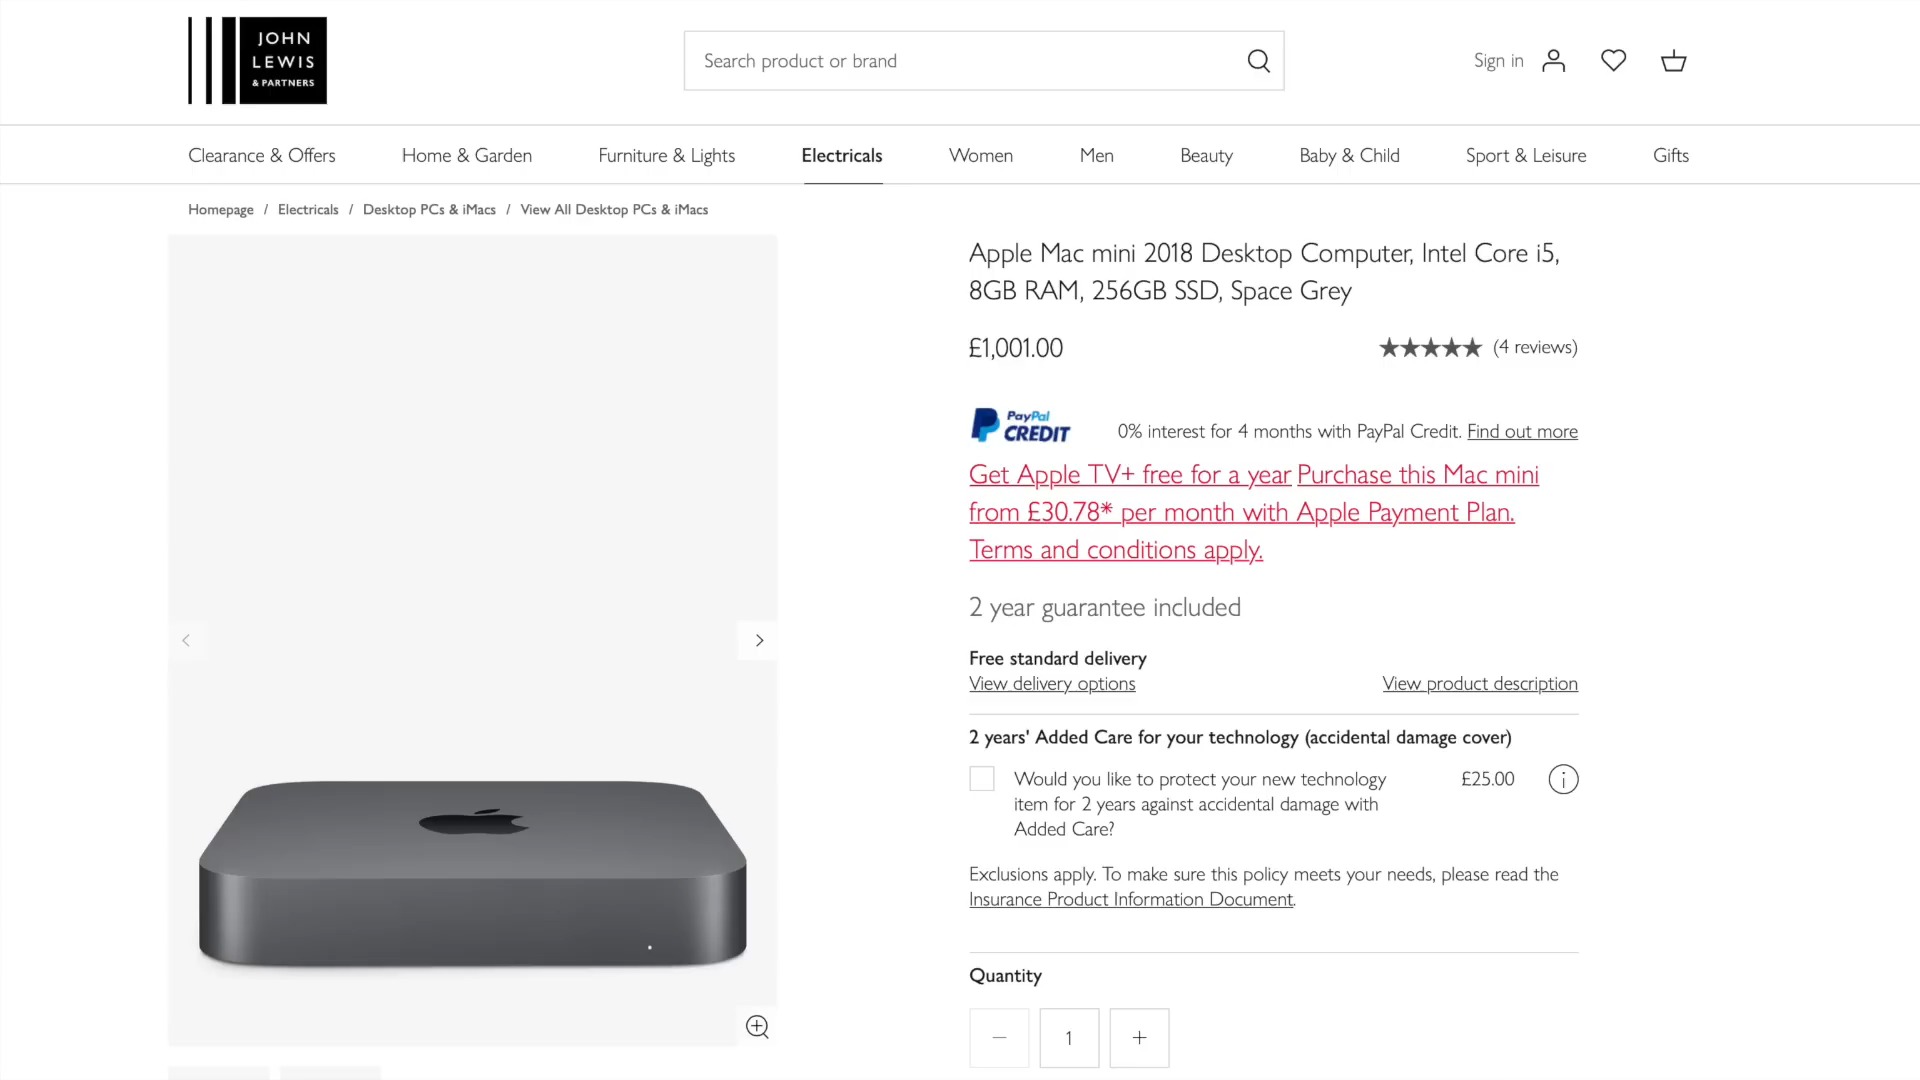 JOHN
LEWIS
& PARTNERS
Search product or brand
Sign in
Clearance & Offers
Home & Garden
Furniture & Lights
Electricals
Women
Men
Beauty
Baby & Child
Sport & Leisure
Gifts
Homepage / Electricals / Desktop PCs & iMacs / View All Desktop PCs & iMacs
Apple Mac mini 2018 Desktop Computer, Intel Core i5,
8GB RAM, 256GB SSD, Space Grey
£1,001.00
(4 reviews)
PayPal
CREDIT
0% interest for 4 months with PayPal Credit. Find out more
Get Apple TV+ free for a year Purchase this Mac mini
from £30.78* per month with Apple Payment Plan.
Terms and conditions apply.
2 year guarantee included
Free standard delivery
View delivery options
View product description
2 years' Added Care for your technology (accidental damage cover)
Would you like to protect your new technology
item for 2 years against accidental damage with
Added Care?
£25.00
Exclusions apply. To make sure this policy meets your needs, please read the
Insurance Product Information Document.
Quantity
1